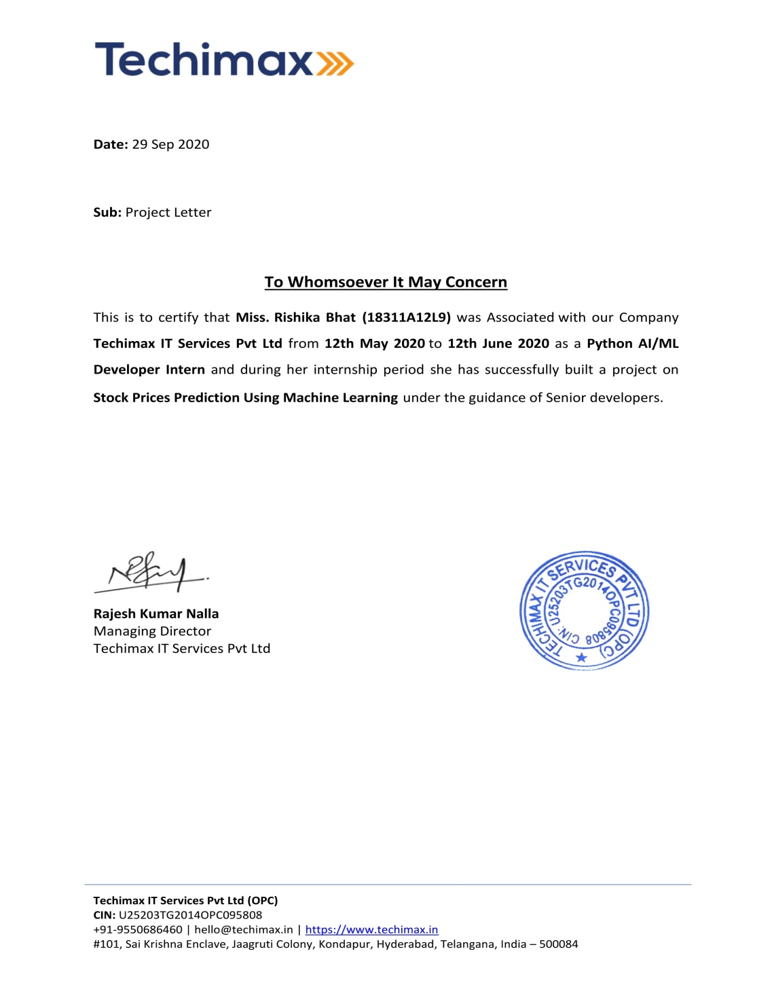 Techimax
Date: 29 Sep 2020
Sub: Project Letter
To Whomsoever It May Concern
This is to certify that Miss. Rishika Bhat (18311A12L9) was Associated with our Company
Techimax IT Services Pvt Ltd from 12th May 2020 to 12th June 2020 as a Python AI/ML
Developer Intern and during her internship period she has successfully built a project on
Stock Prices Prediction Using Machine Learning under the guidance of Senior developers.
Rajesh Kumar Nalla
Managing Director
Techimax IT Services Pvt Ltd
TECHIMAX IT SERVICES PVT LTD (OPC)
CIN. U25203TG2014OPC095808
Techimax IT Services Pvt Ltd (OPC)
CIN: U25203TG2014OPC095808
+91-9550686460 | hello@techimax.in | https://www.techimax.in
#101, Sai Krishna Enclave, Jaagruti Colony, Kondapur, Hyderabad, Telangana, India – 500084